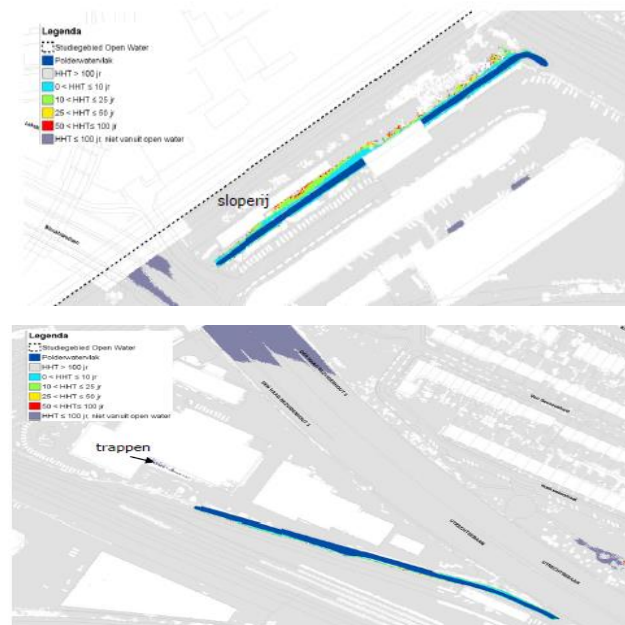 Legenda
Studiegebied Open Water
Polderwatervlak
HHT > 100 jr
0 < HHT ≤ 10 jr
10 < HHT ≤ 25 jr
25 < HHT ≤ 50 jr
50 < HHT≤ 100 jr
HHT ≤ 100 jr, niet vanuit open water
sloperij
Legenda
Studiegebied Open Water
Polderwatervlak
HHT > 100 jr
0 < HHT ≤ 10 jr
10 < HHT ≤ 25 jr
25 < HHT ≤ 50 jr
50 < HHT≤ 100 jr
HHT ≤ 100 jr, niet vanuit open water
trappen
UTRECHTSEBAAN
UTRECHTSEBAAN